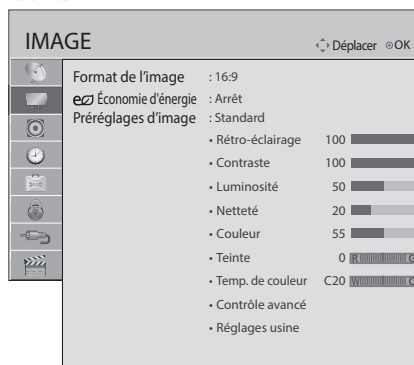 IMAGE
Déplacer OK
Format de l'image : 16:9
Économie d'énergie : Arrêt
Préréglages d'image : Standard
• Rétro-éclairage 100
• Contraste 100
• Luminosité 50
• Netteté 20
• Couleur 55
• Teinte 0 R G
• Temp. de couleur C20 W C
• Contrôle avancé
• Réglages usine